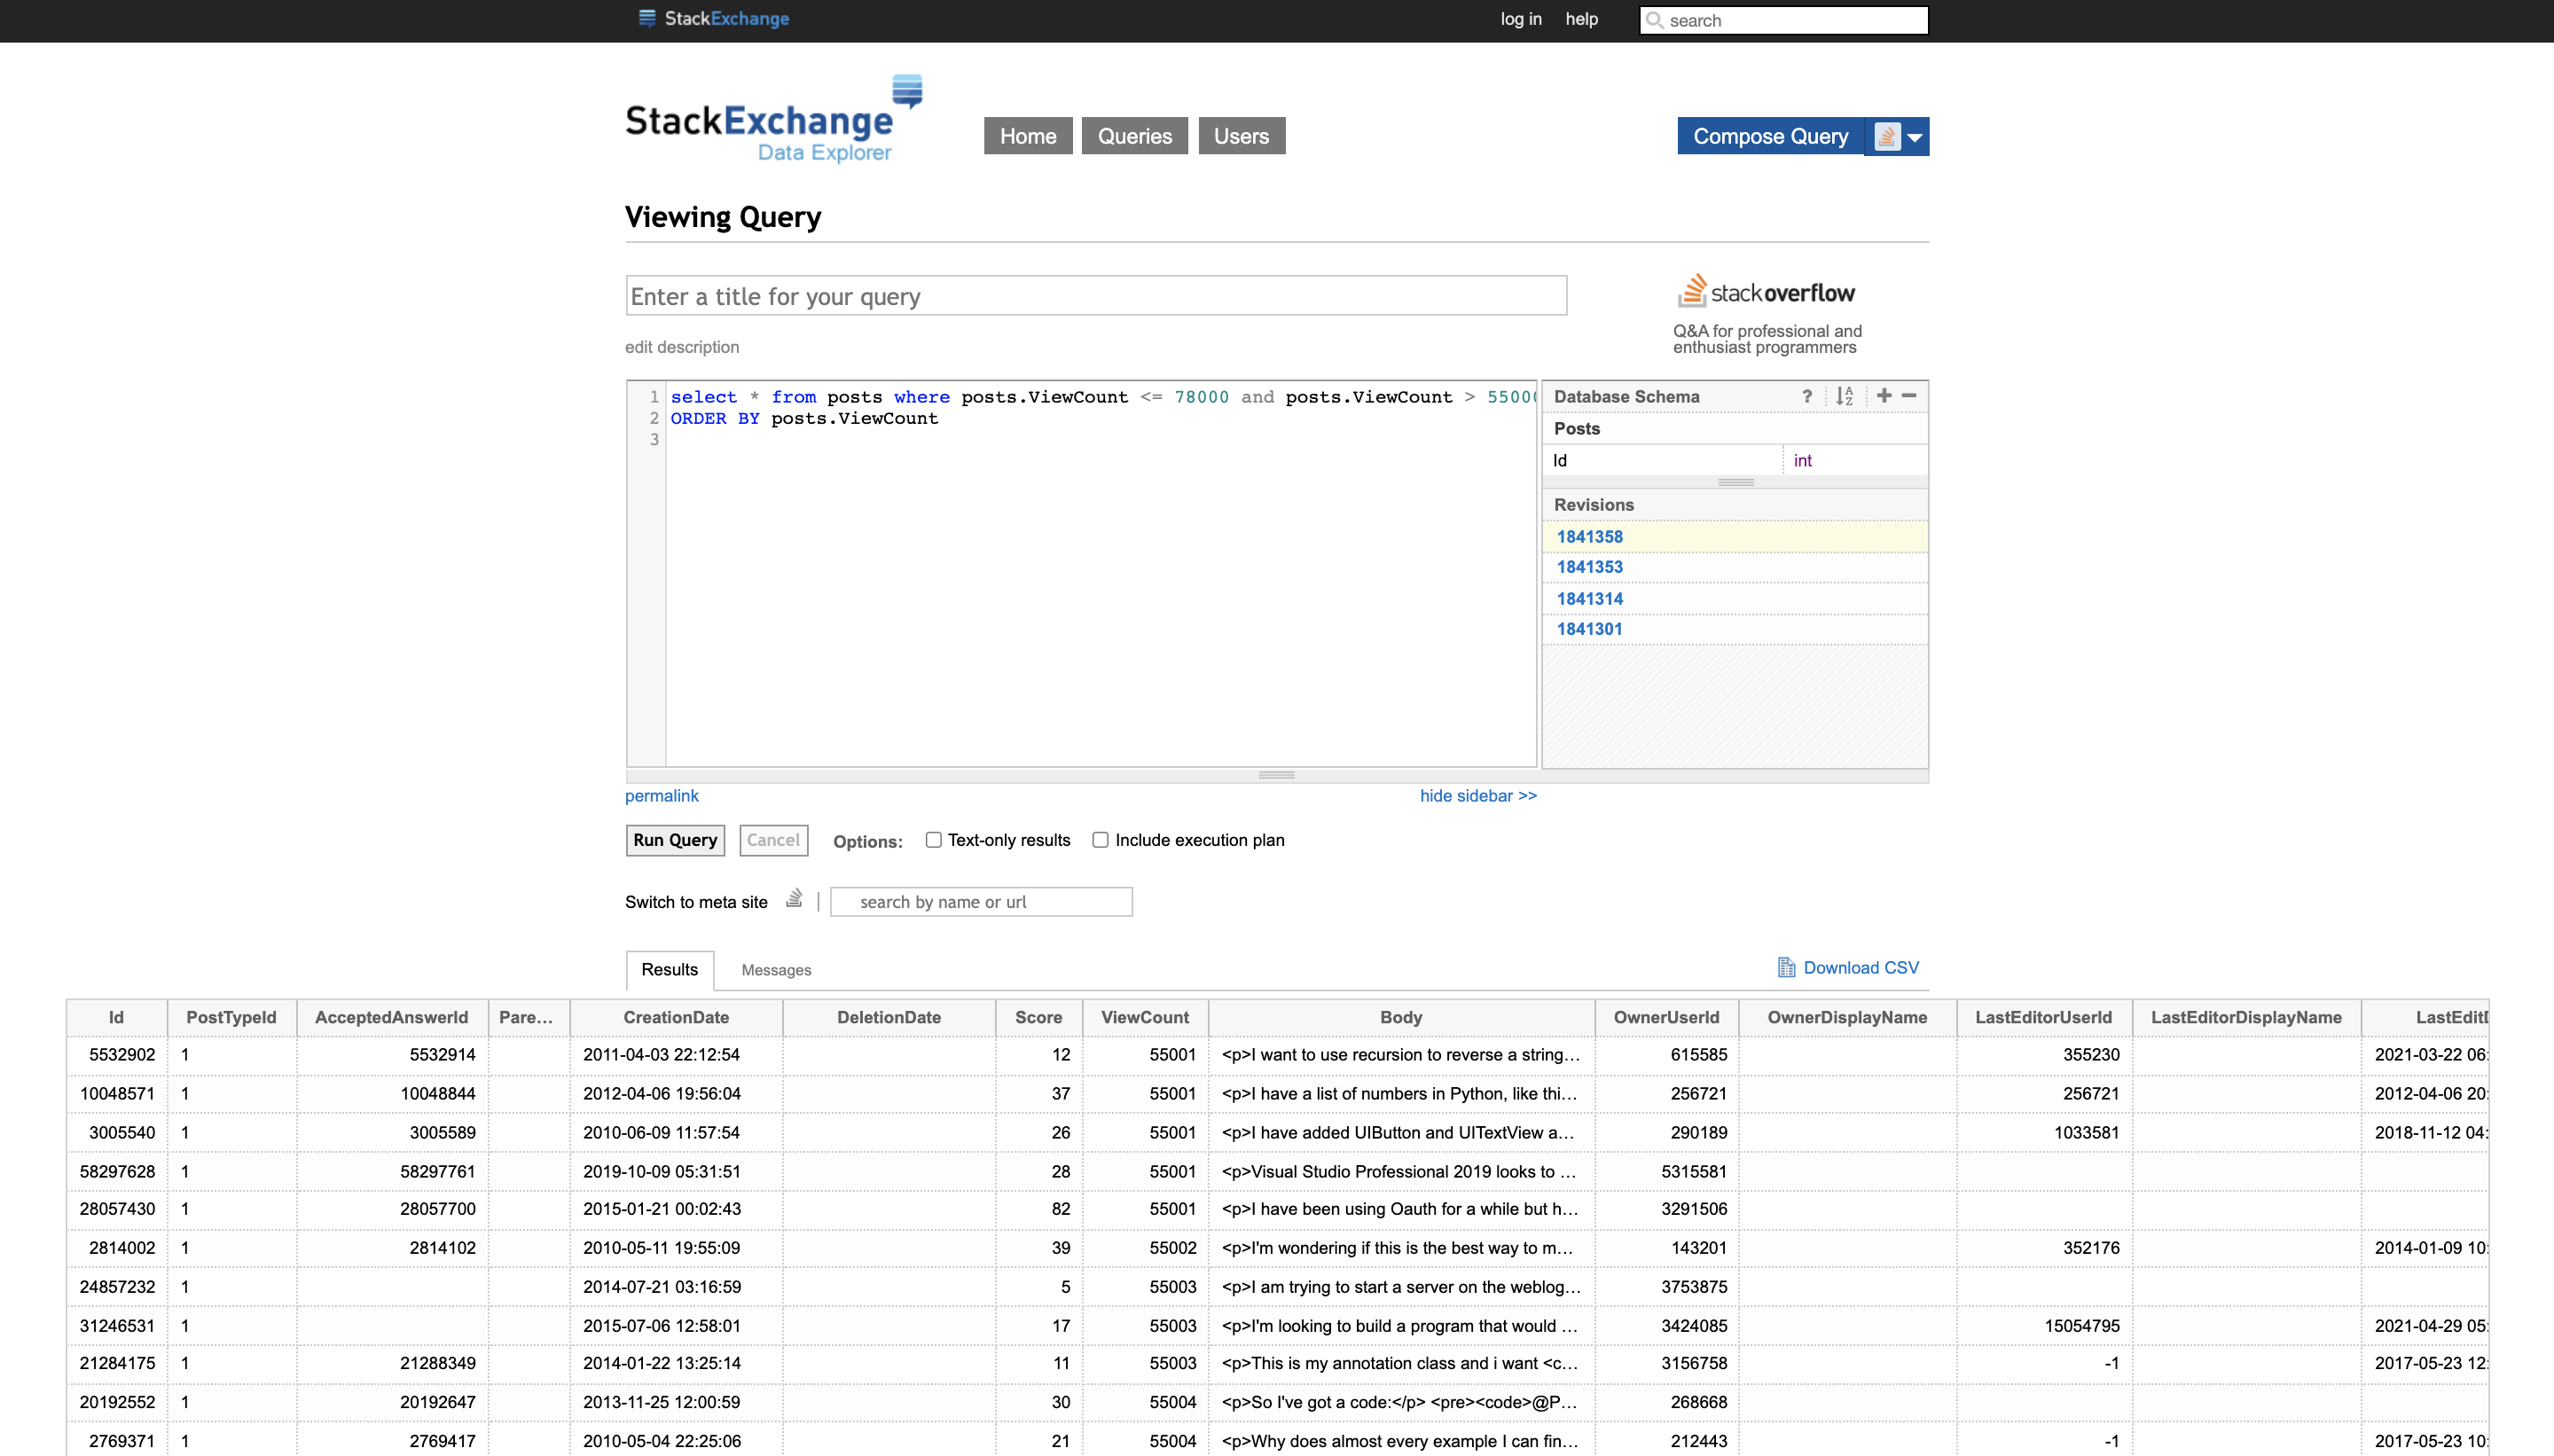 StackExchange
log in help search
StackExchange
Data Explorer
Home Queries Users
Compose Query
Viewing Query
Enter a title for your query
stackoverflow
Q&A for professional and
enthusiast programmers
edit description
1 select * from posts where posts.ViewCount <= 78000 and posts.ViewCount > 5500
2 ORDER BY posts.ViewCount
3
Database Schema ? A Z + −
Posts
Id int
Revisions
1841358
1841353
1841314
1841301
permalink hide sidebar >>
Run Query Cancel Options: Text-only results Include execution plan
Switch to meta site | search by name or url
Results Messages Download CSV
Id PostTypeId AcceptedAnswerId Pare... CreationDate DeletionDate Score ViewCount Body OwnerUserId OwnerDisplayName LastEditorUserId LastEditorDisplayName LastEditD
5532902 1 5532914 2011-04-03 22:12:54 12 55001 <p>I want to use recursion to reverse a string... 615585 355230 2021-03-22 06:
10048571 1 10048844 2012-04-06 19:56:04 37 55001 <p>I have a list of numbers in Python, like thi... 256721 256721 2012-04-06 20:
3005540 1 3005589 2010-06-09 11:57:54 26 55001 <p>I have added UIButton and UITextView a... 290189 1033581 2018-11-12 04:
58297628 1 58297761 2019-10-09 05:31:51 28 55001 <p>Visual Studio Professional 2019 looks to ... 5315581
28057430 1 28057700 2015-01-21 00:02:43 82 55001 <p>I have been using Oauth for a while but h... 3291506
2814002 1 2814102 2010-05-11 19:55:09 39 55002 <p>I'm wondering if this is the best way to m... 143201 352176 2014-01-09 10:
24857232 1 2014-07-21 03:16:59 5 55003 <p>I am trying to start a server on the weblog... 3753875
31246531 1 2015-07-06 12:58:01 17 55003 <p>I'm looking to build a program that would ... 3424085 15054795 2021-04-29 05:
21284175 1 21288349 2014-01-22 13:25:14 11 55003 <p>This is my annotation class and i want <c... 3156758 -1 2017-05-23 12:
20192552 1 20192647 2013-11-25 12:00:59 30 55004 <p>So I've got a code:</p> <pre><code>@P... 268668
2769371 1 2769417 2010-05-04 22:25:06 21 55004 <p>Why does almost every example I can fin... 212443 -1 2017-05-23 10: